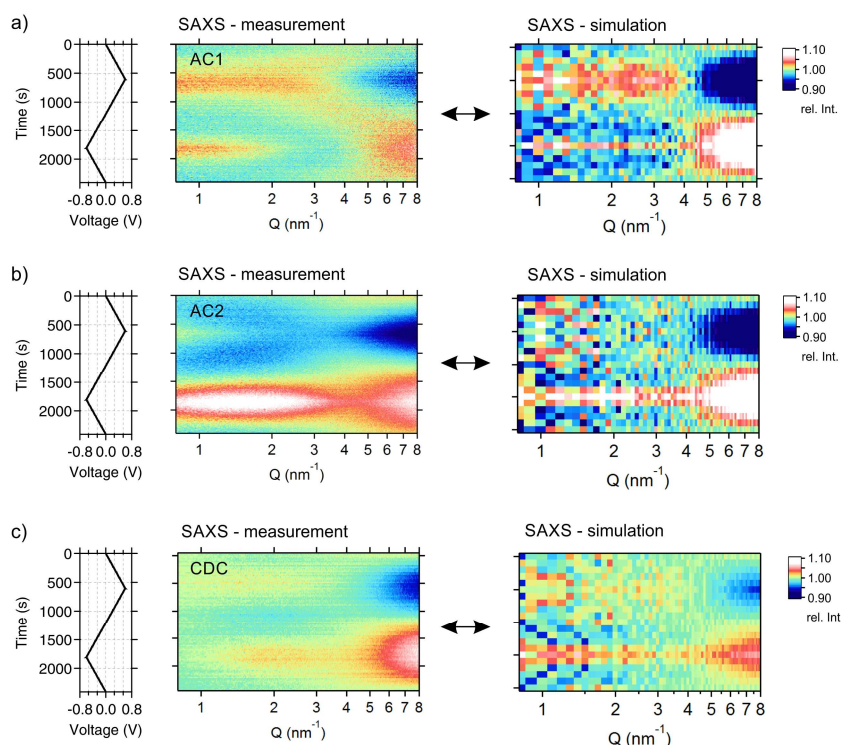 a)
SAXS - measurement
SAXS - simulation
AC1
0
500
1000
1500
2000
Time (s)
-0.8 0.0 0.8
Voltage (V)
1 2 3 4 5 6 7 8
Q (nm-1)
1 2 3 4 5 6 7 8
Q (nm-1)
1.10
1.00
0.90
rel. Int.
b)
SAXS - measurement
SAXS - simulation
AC2
0
500
1000
1500
2000
Time (s)
-0.8 0.0 0.8
Voltage (V)
1 2 3 4 5 6 7 8
Q (nm-1)
1 2 3 4 5 6 7 8
Q (nm-1)
1.10
1.00
0.90
rel. Int.
c)
SAXS - measurement
SAXS - simulation
CDC
0
500
1000
1500
2000
Time (s)
-0.8 0.0 0.8
Voltage (V)
1 2 3 4 5 6 7 8
Q (nm-1)
1 2 3 4 5 6 7 8
Q (nm-1)
1.10
1.00
0.90
rel. Int